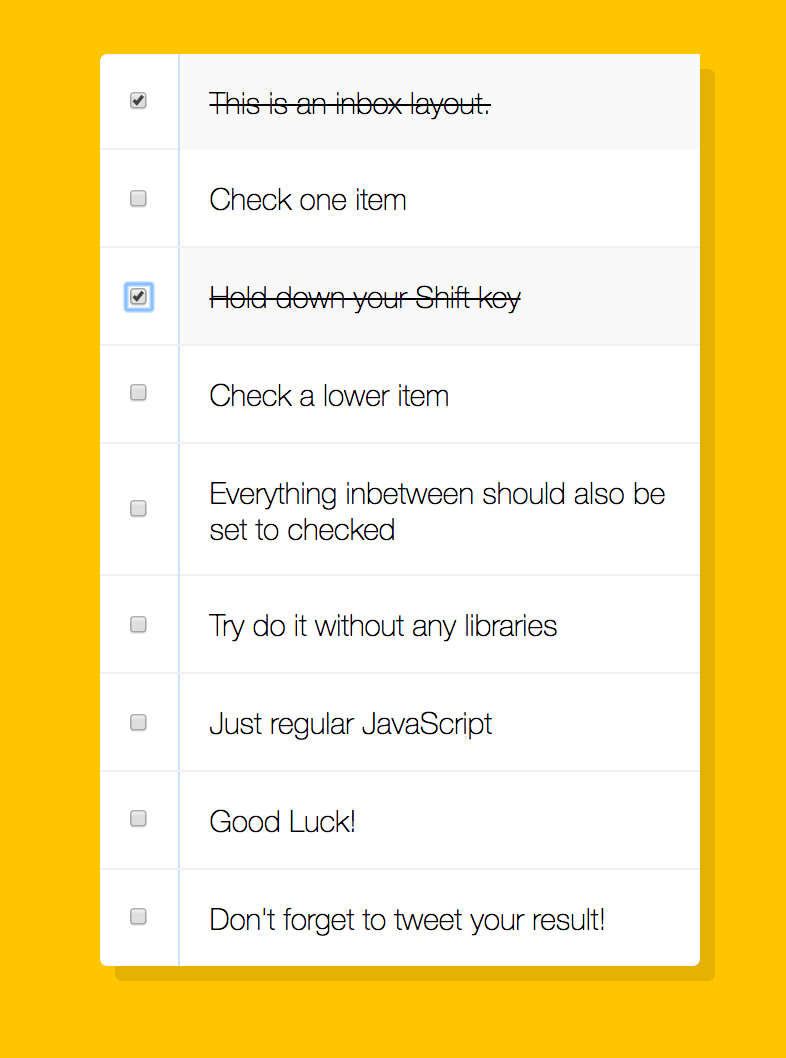 This is an inbox layout.
Check one item
Hold down your Shift key
Check a lower item
Everything inbetween should also be
set to checked
Try do it without any libraries
Just regular JavaScript
Good Luck!
Don't forget to tweet your result!